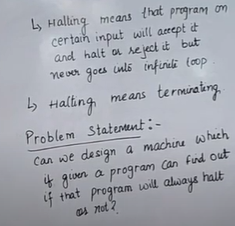 ↳ Halting means that program on
certain input will accept it
and halt or reject it but
never goes into infinite loop.
↳ Halting means terminating.
Problem Statement:-
Can we design a machine which
if given a program can find out
if that program will always halt
or not?